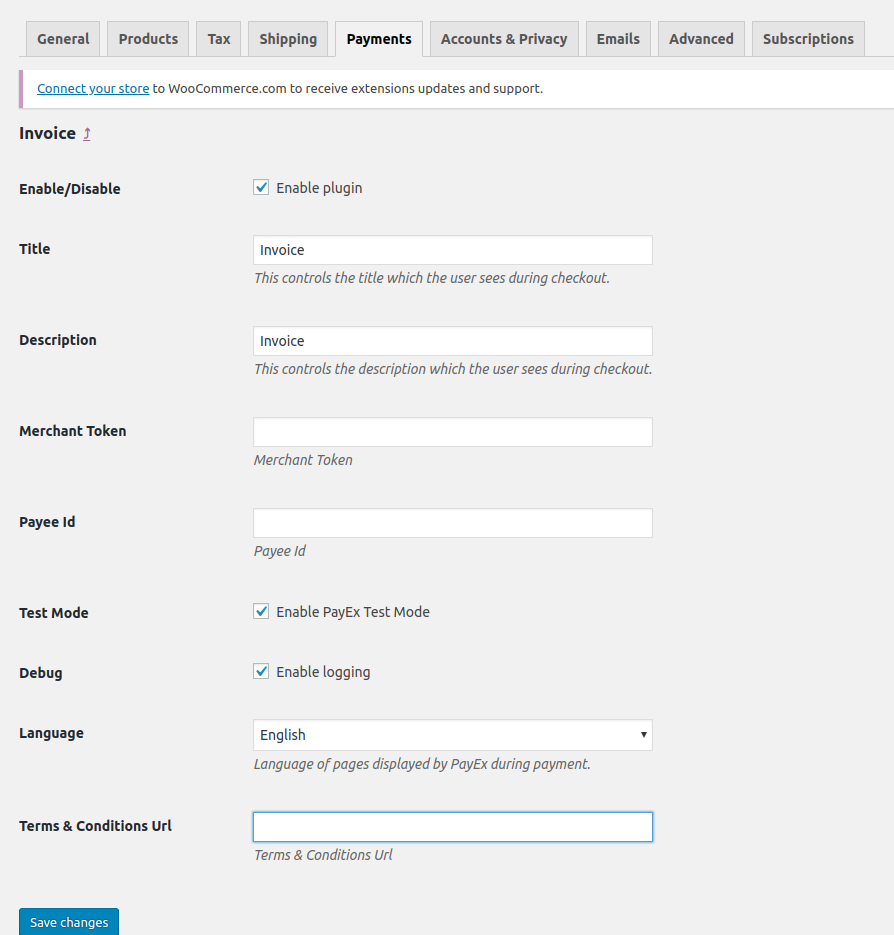 General Products Tax Shipping Payments Accounts & Privacy Emails Advanced Subscriptions
Connect your store to WooCommerce.com to receive extensions updates and support.
Invoice ⤴
Enable/Disable Enable plugin
Title Invoice
This controls the title which the user sees during checkout.
Description Invoice
This controls the description which the user sees during checkout.
Merchant Token
Merchant Token
Payee Id
Payee Id
Test Mode Enable PayEx Test Mode
Debug Enable logging
Language English
Language of pages displayed by PayEx during payment.
Terms & Conditions Url
Terms & Conditions Url
Save changes